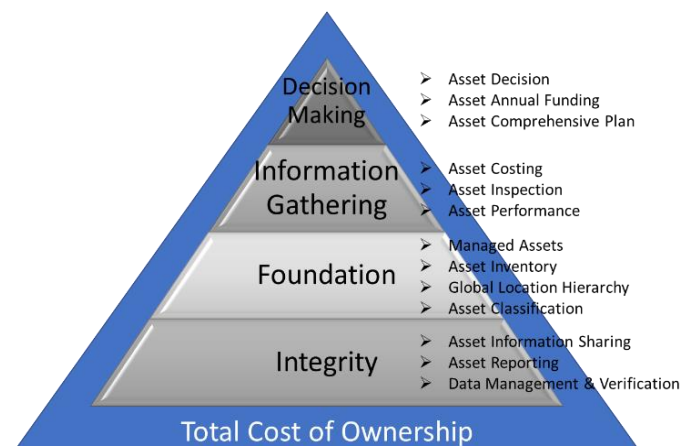 Decision
Making
➢ Asset Decision
➢ Asset Annual Funding
➢ Asset Comprehensive Plan
Information
Gathering
➢ Asset Costing
➢ Asset Inspection
➢ Asset Performance
Foundation
➢ Managed Assets
➢ Asset Inventory
➢ Global Location Hierarchy
➢ Asset Classification
Integrity
➢ Asset Information Sharing
➢ Asset Reporting
➢ Data Management & Verification
Total Cost of Ownership